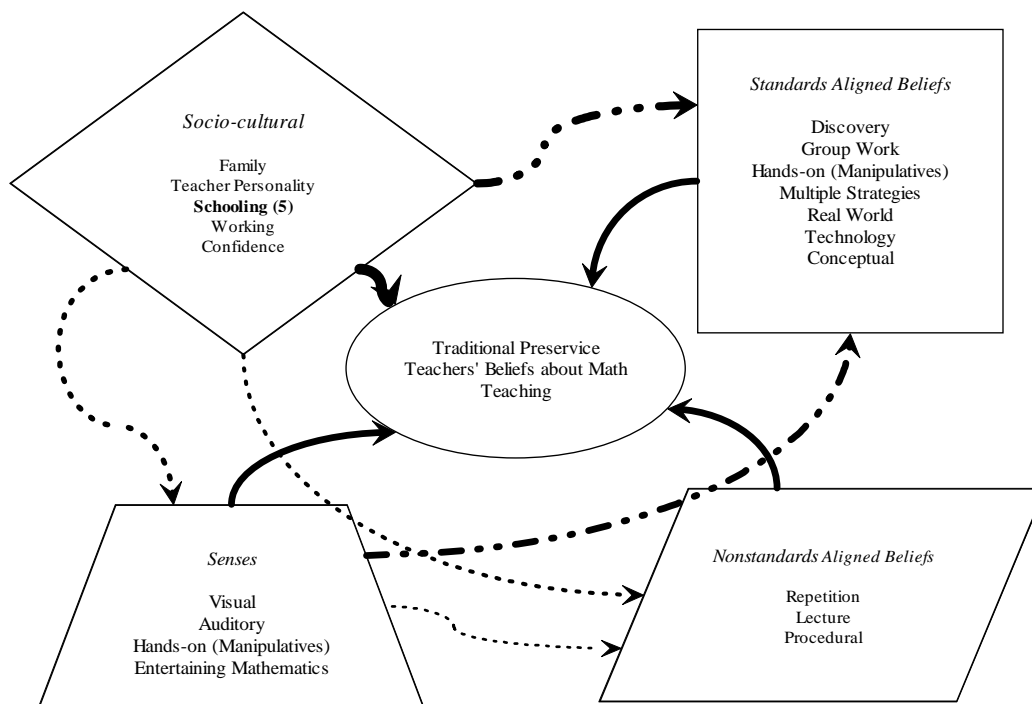 Socio-cultural
Family
Teacher Personality
Schooling (5)
Working
Confidence
Standards Aligned Beliefs
Discovery
Group Work
Hands-on (Manipulatives)
Multiple Strategies
Real World
Technology
Conceptual
Traditional Preservice
Teachers' Beliefs about Math
Teaching
Senses
Visual
Auditory
Hands-on (Manipulatives)
Entertaining Mathematics
Nonstandards Aligned Beliefs
Repetition
Lecture
Procedural